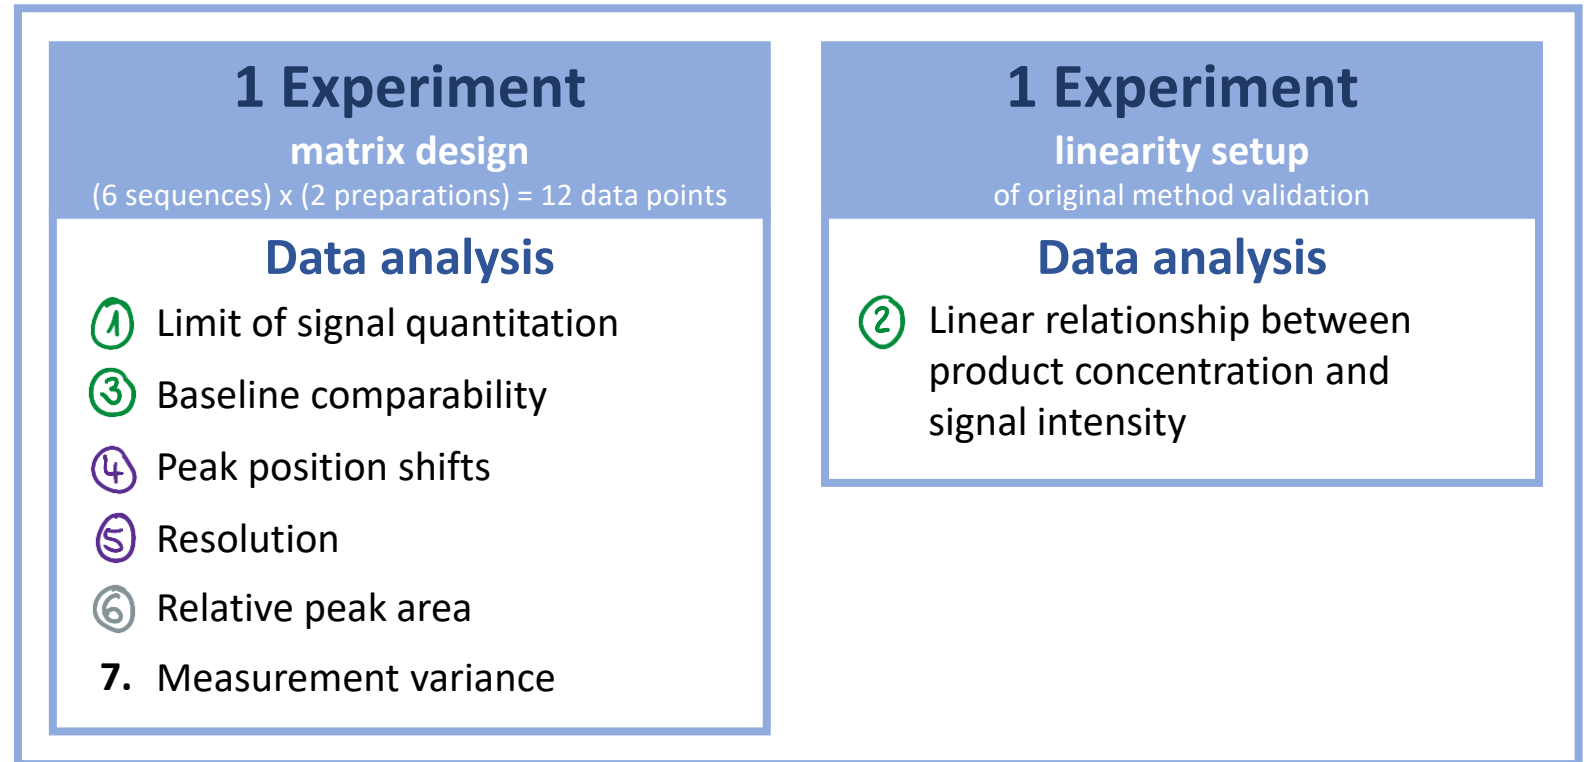 1 Experiment
matrix design
(6 sequences) x (2 preparations) = 12 data points
Data analysis
1 Limit of signal quantitation
3 Baseline comparability
4 Peak position shifts
5 Resolution
6 Relative peak area
7. Measurement variance
1 Experiment
linearity setup
of original method validation
Data analysis
2 Linear relationship between
product concentration and
signal intensity